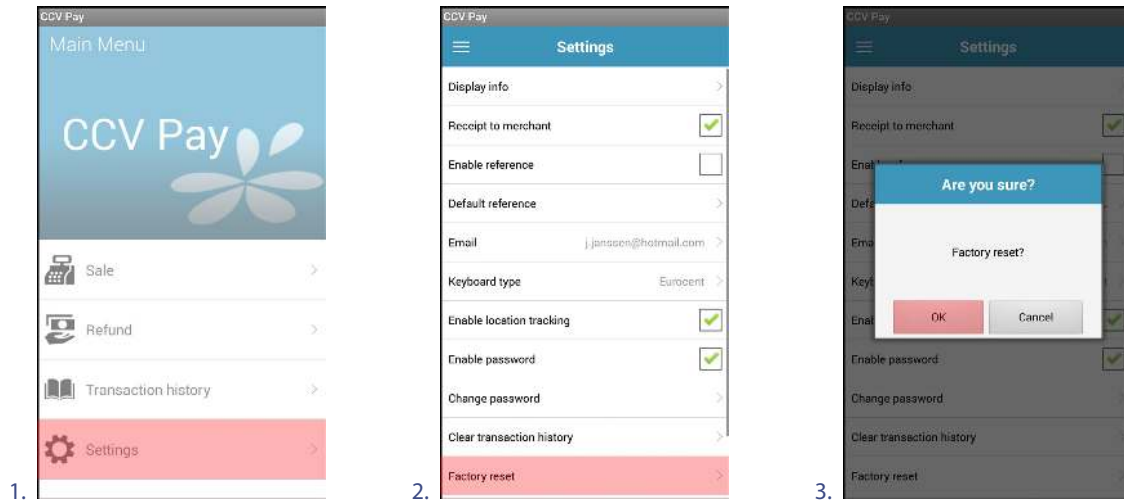 CCV Pay
Main Menu
CCV Pay
Sale
Refund
Transaction history
Settings
1.
CCV Pay
Settings
Display info
Receipt to merchant
Enable reference
Default reference
Email j.janssen@hotmail.com
Keyboard type Eurocent
Enable location tracking
Enable password
Change password
Clear transaction history
Factory reset
2.
CCV Pay
Settings
Display info
Receipt to merchant
Are you sure?
Factory reset?
OK Cancel
Enable password
Change password
Clear transaction history
Factory reset
3.